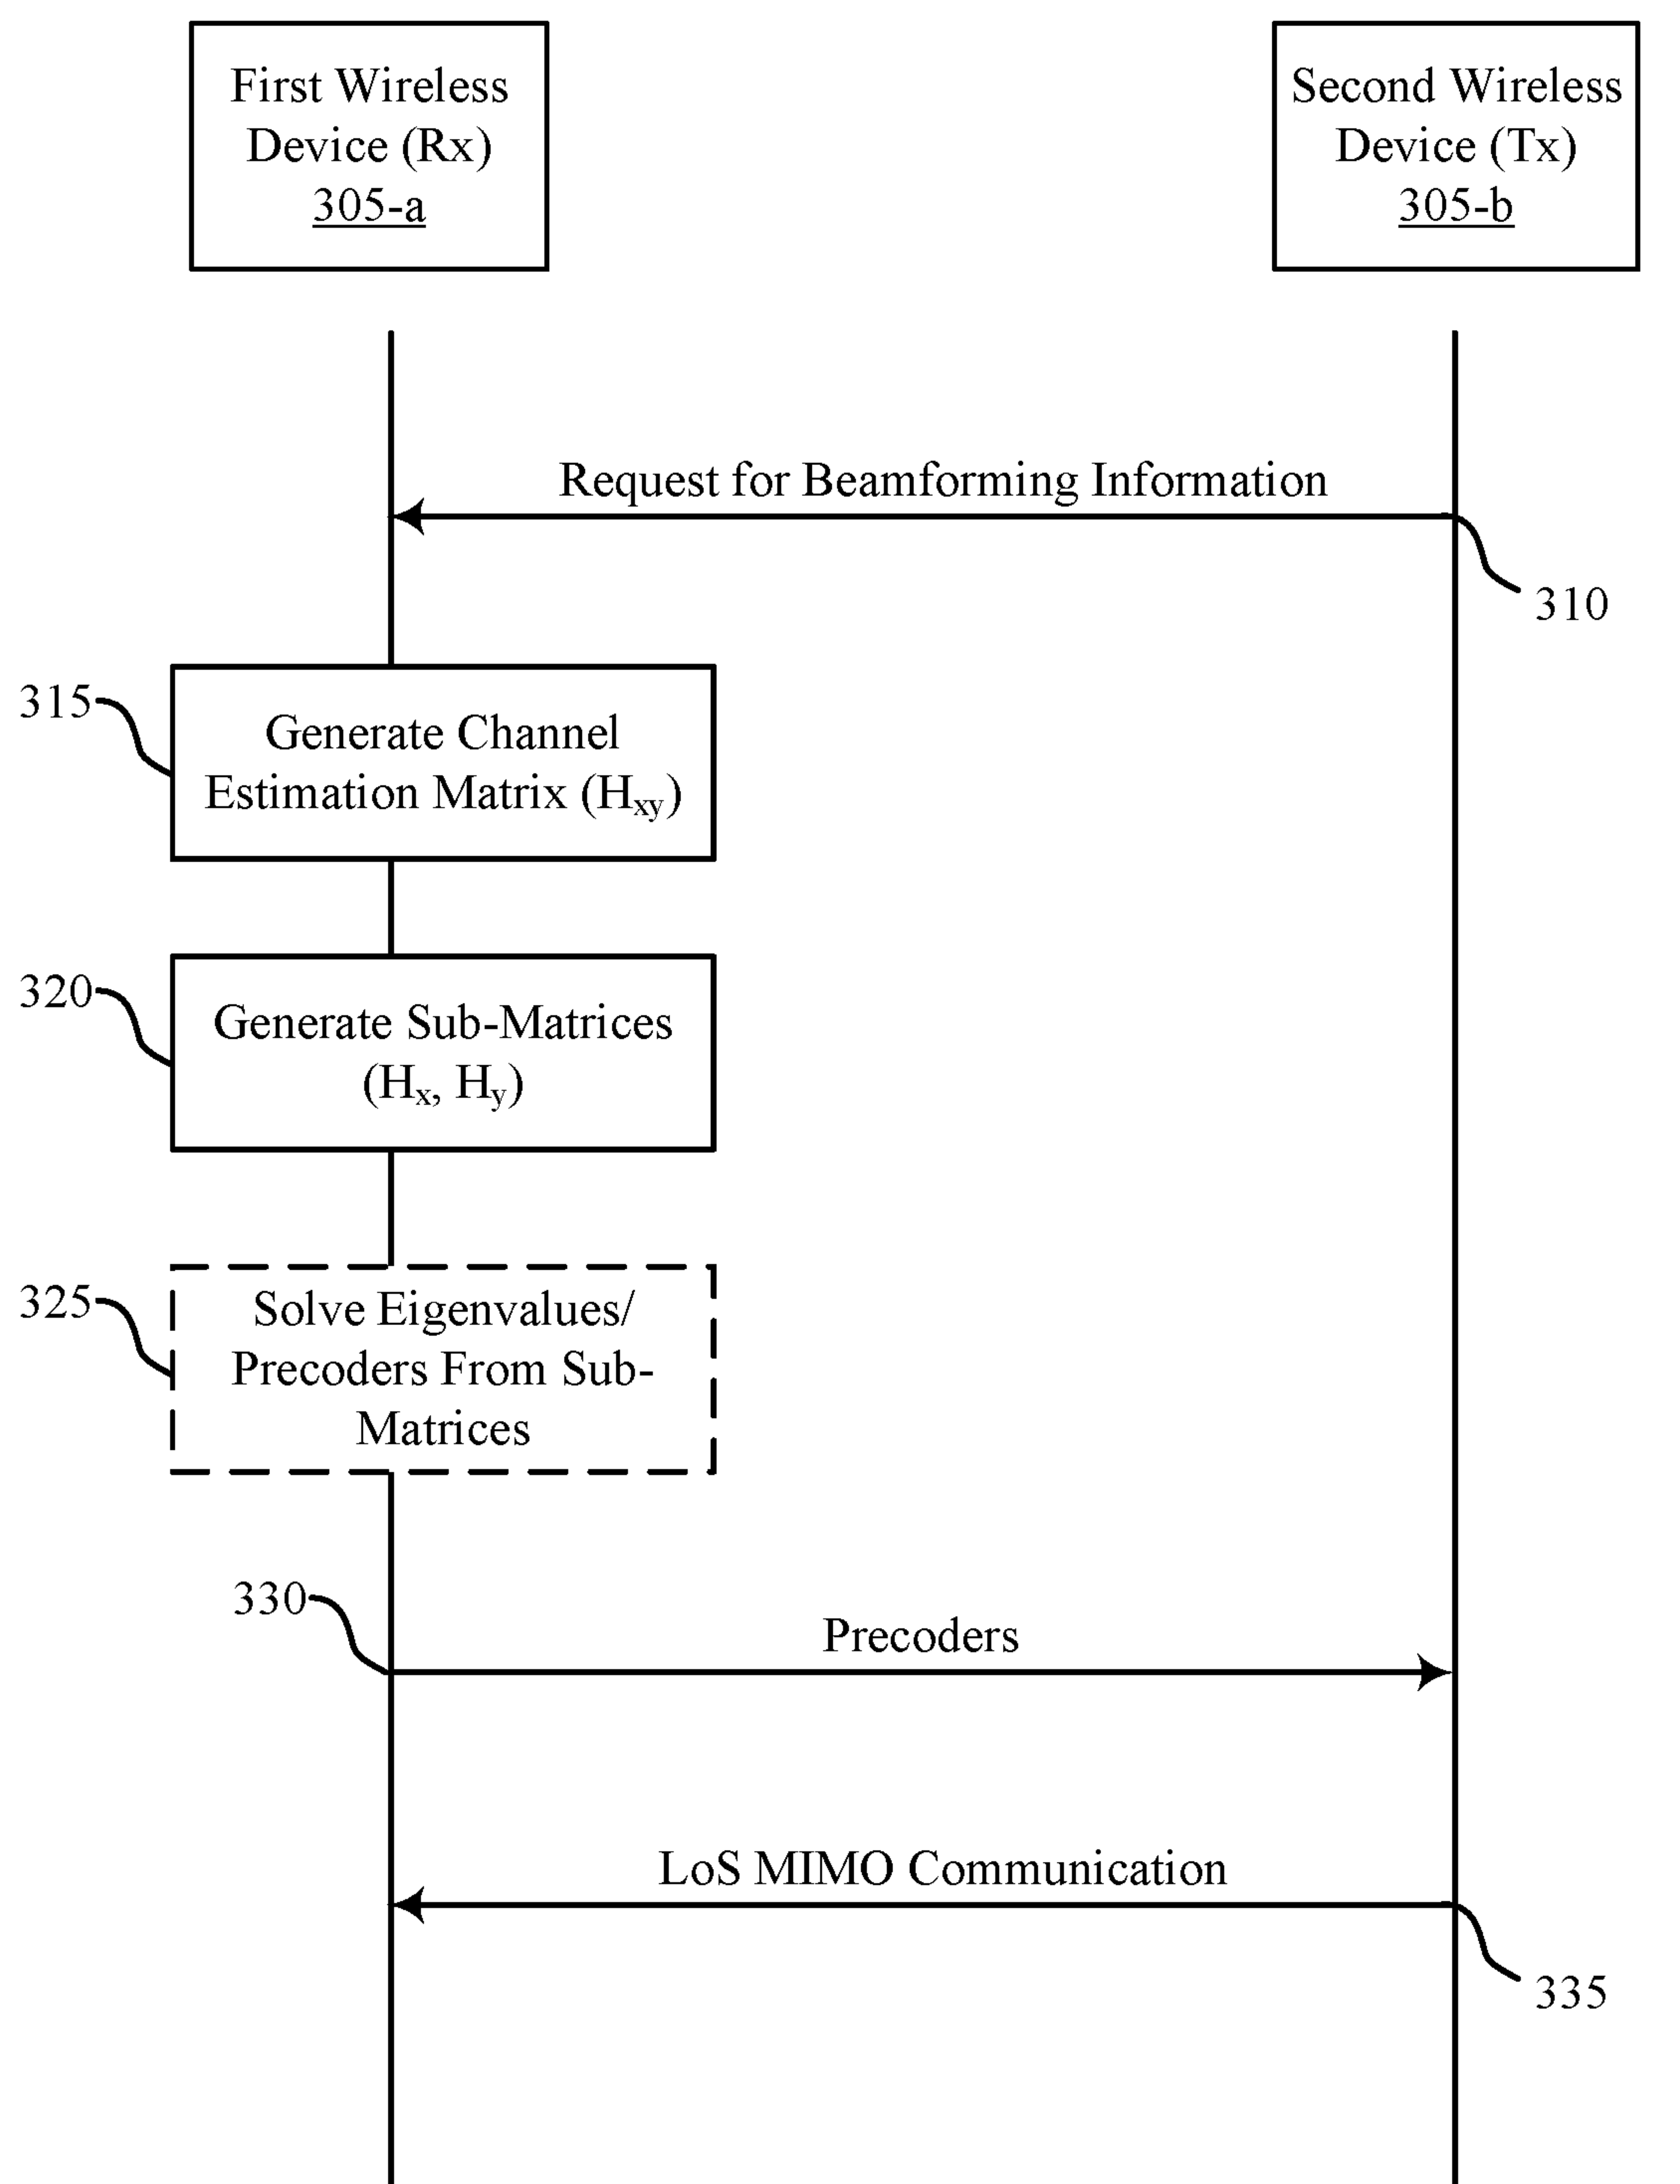 First Wireless
Device (Rx)
305-a
Second Wireless
Device (Tx)
305-b
Request for Beamforming Information
310
315
Generate Channel
Estimation Matrix (Hxy)
320
Generate Sub-Matrices
(Hx, Hy)
325
Solve Eigenvalues/
Precoders From Sub-
Matrices
330
Precoders
LoS MIMO Communication
335